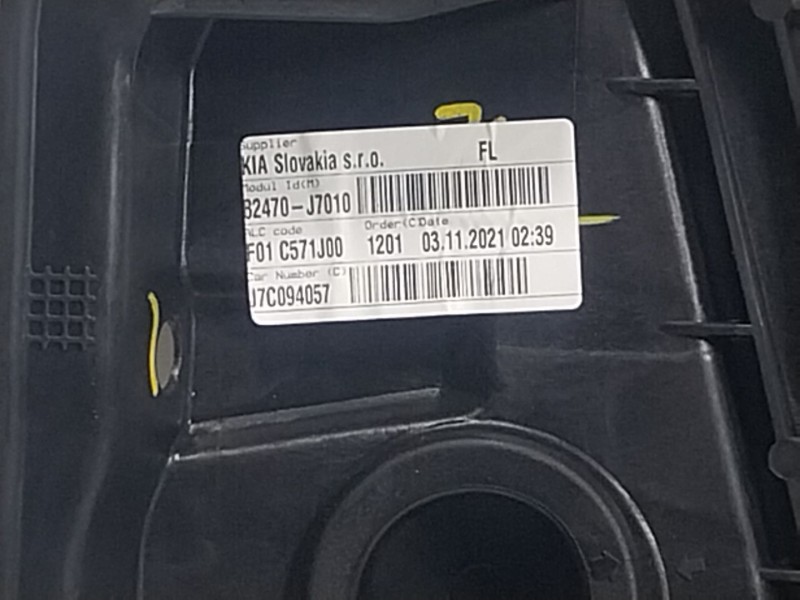 Supplier
KIA Slovakia s.r.o. FL
Modul Id(M)
82470-J7010
ALC code Order(C Date
F01 C571J00 1201 03.11.2021 02:39
Car Number (C)
J7C094057